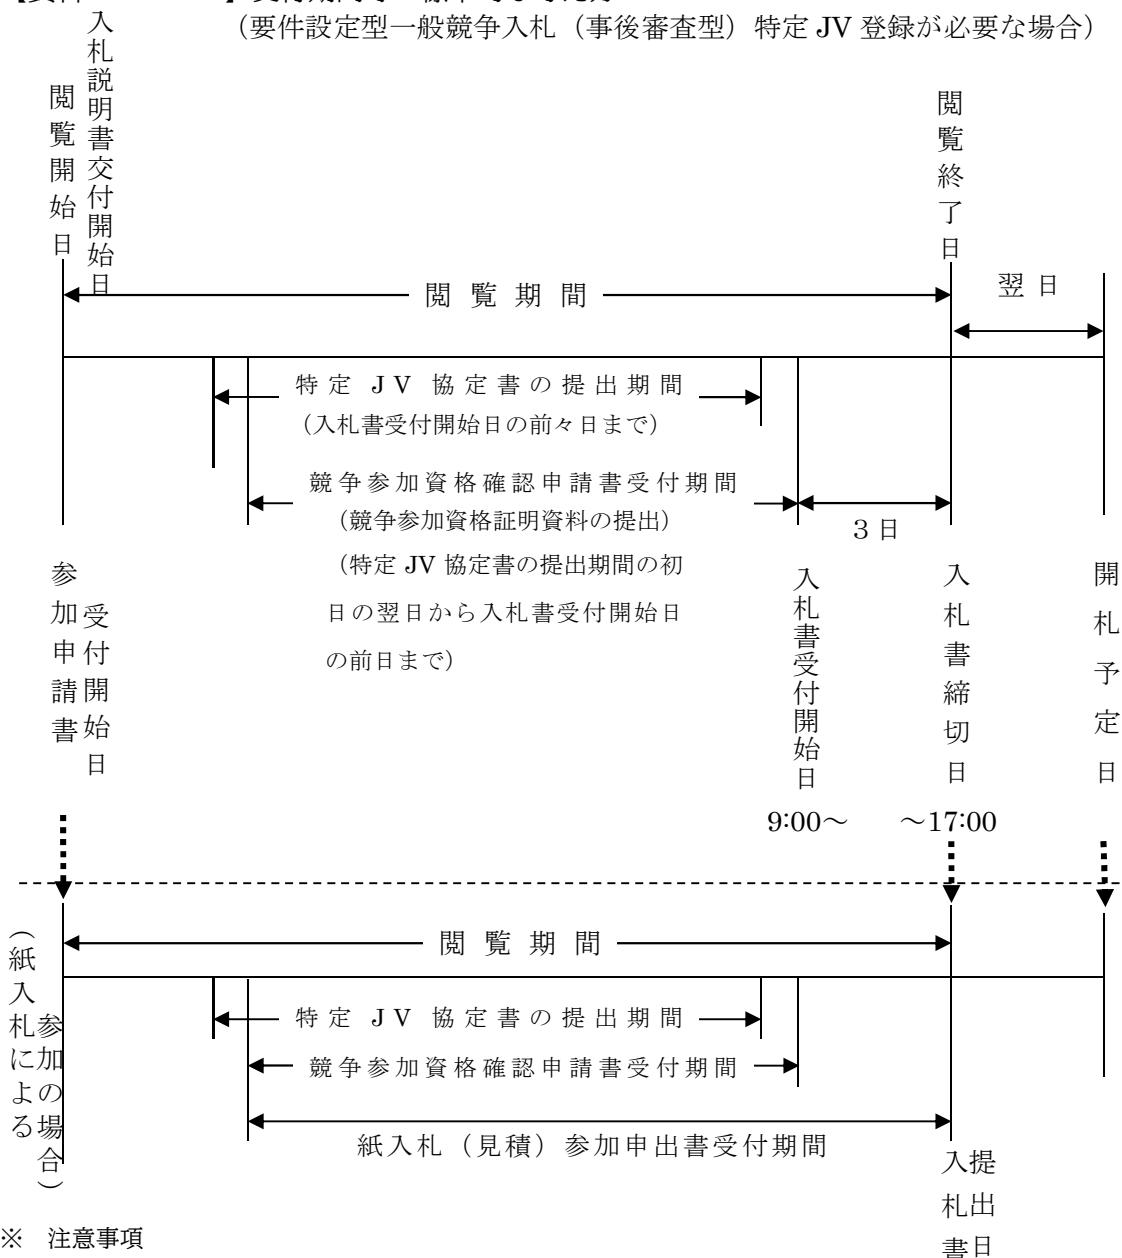 （要件設定型一般競争入札（事後審査型）特定 JV 登録が必要な場合）
閲覧開始日
入札説明書交付開始日
閲覧終了日
閲覧期間
翌日
特定 JV 協定書の提出期間
（入札書受付開始日の前々日まで）
競争参加資格確認申請書受付期間
（競争参加資格証明資料の提出）
３日
（特定 JV 協定書の提出期間の初
日の翌日から入札書受付開始日
の前日まで）
参加申請書
受付開始日
入札書受付開始日
入札書締切日
開札予定日
9:00～
～17:00
（紙入札による
参加の場合）
閲覧期間
特定 JV 協定書の提出期間
競争参加資格確認申請書受付期間
紙入札（見積）参加申出書受付期間
入札書
提出日
※　注意事項